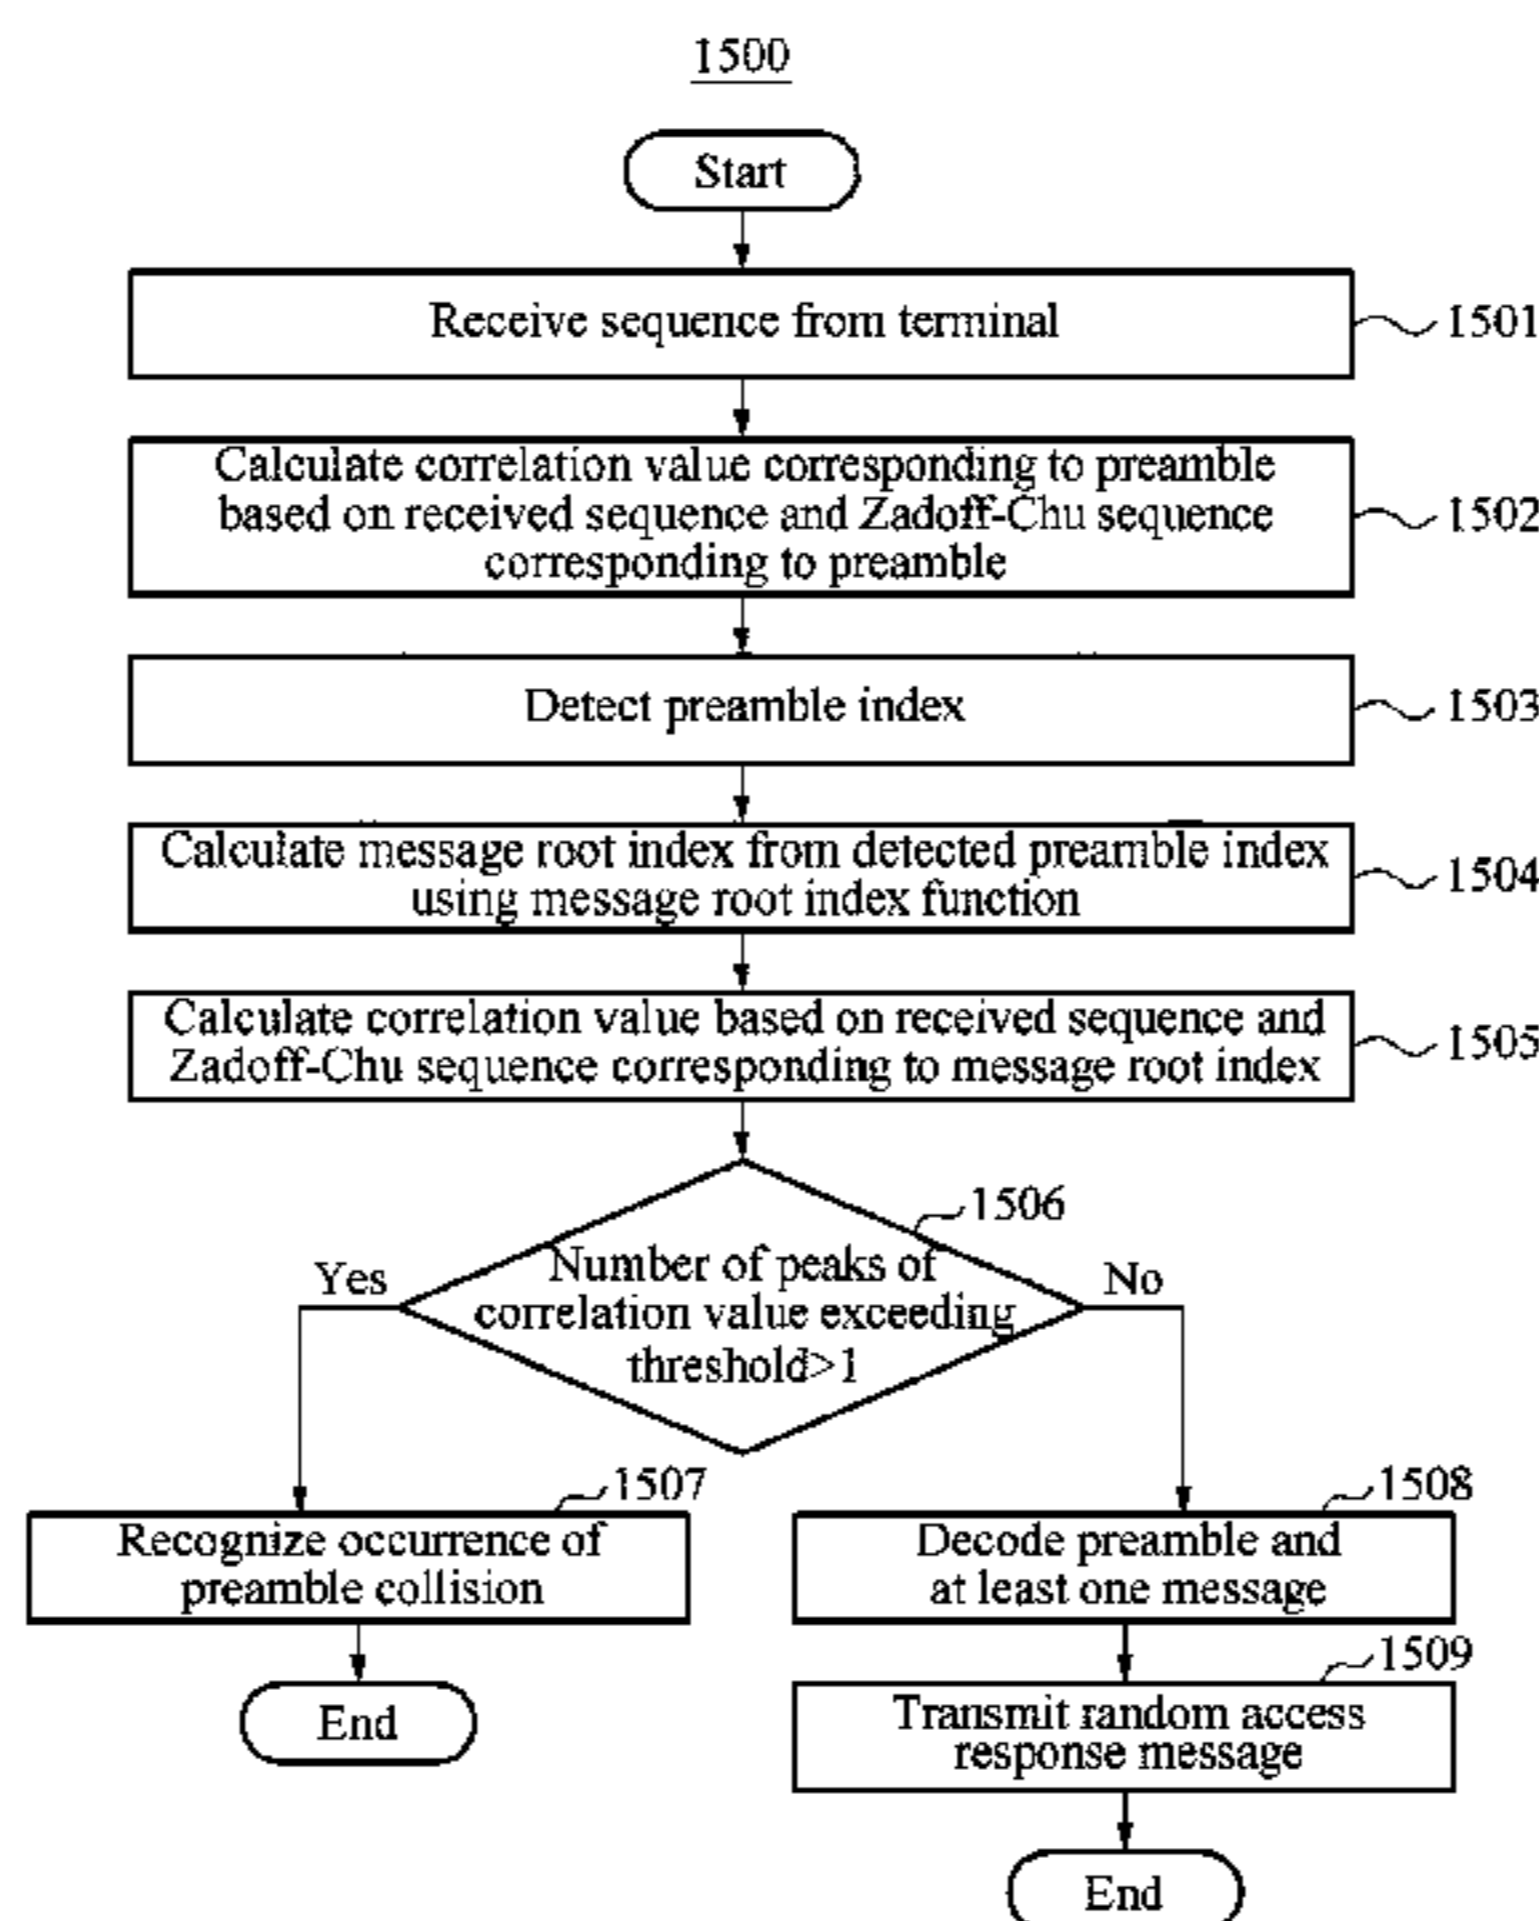 1500
Start
Receive sequence from terminal
1501
Calculate correlation value corresponding to preamble
based on received sequence and Zadoff-Chu sequence
corresponding to preamble
1502
Detect preamble index
1503
Calculate message root index from detected preamble index
using message root index function
1504
Calculate correlation value based on received sequence and
Zadoff-Chu sequence corresponding to message root index
1505
1506
Number of peaks of
correlation value exceeding
threshold>1
Yes
No
1507
Recognize occurrence of
preamble collision
End
1508
Decode preamble and
at least one message
1509
Transmit random access
response message
End